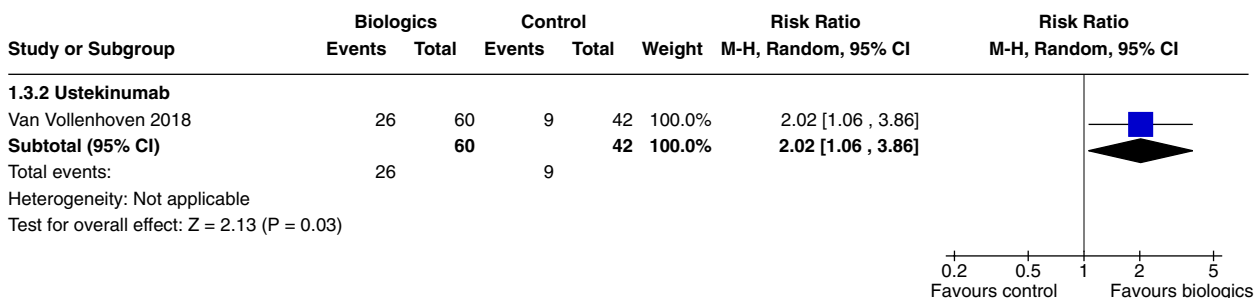 Biologics Control Risk Ratio Risk Ratio
Study or Subgroup Events Total Events Total Weight M-H, Random, 95% CI M-H, Random, 95% CI
1.3.2 Ustekinumab
Van Vollenhoven 2018 26 60 9 42 100.0% 2.02 [1.06 , 3.86]
Subtotal (95% CI) 60 42 100.0% 2.02 [1.06 , 3.86]
Total events: 26 9
Heterogeneity: Not applicable
Test for overall effect: Z = 2.13 (P = 0.03)
0.2 0.5 1 2 5
Favours control Favours biologics